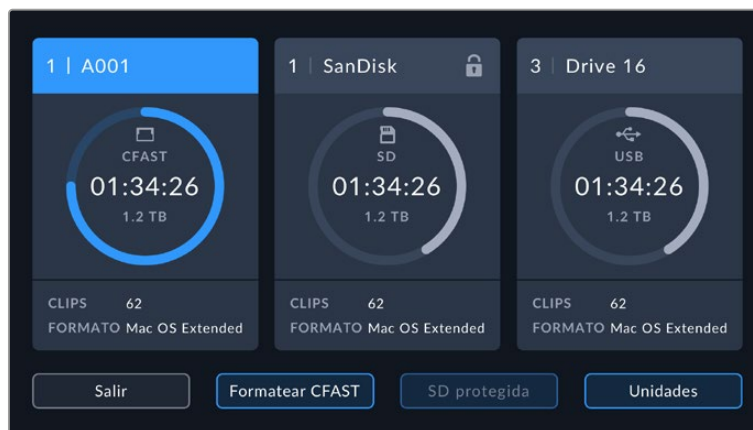 1 | A001
CFAST
01:34:26
1.2 TB
CLIPS 62
FORMATO Mac OS Extended
1 | SanDisk
SD
01:34:26
1.2 TB
CLIPS 62
FORMATO Mac OS Extended
3 | Drive 16
USB
01:34:26
1.2 TB
CLIPS 62
FORMATO Mac OS Extended
Salir
Formatear CFAST
SD protegida
Unidades